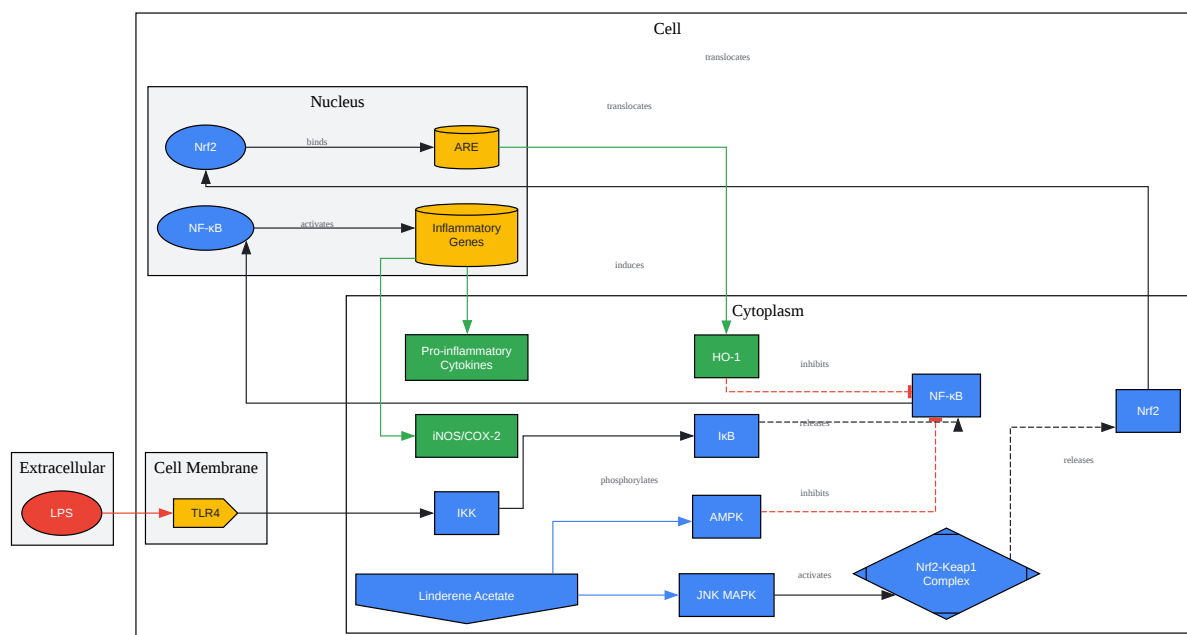 Cell
translocates
Nucleus
translocates
Nrf2
binds
ARE
NF-κB
activates
Inflammatory
Genes
induces
Cytoplasm
Pro-inflammatory
Cytokines
HO-1
inhibits
NF-κB
Nrf2
iNOS/COX-2
IκB
releases
Extracellular
Cell Membrane
releases
phosphorylates
inhibits
LPS
TLR4
IKK
AMPK
Nrf2-Keap1
Complex
activates
Linderene Acetate
JNK MAPK